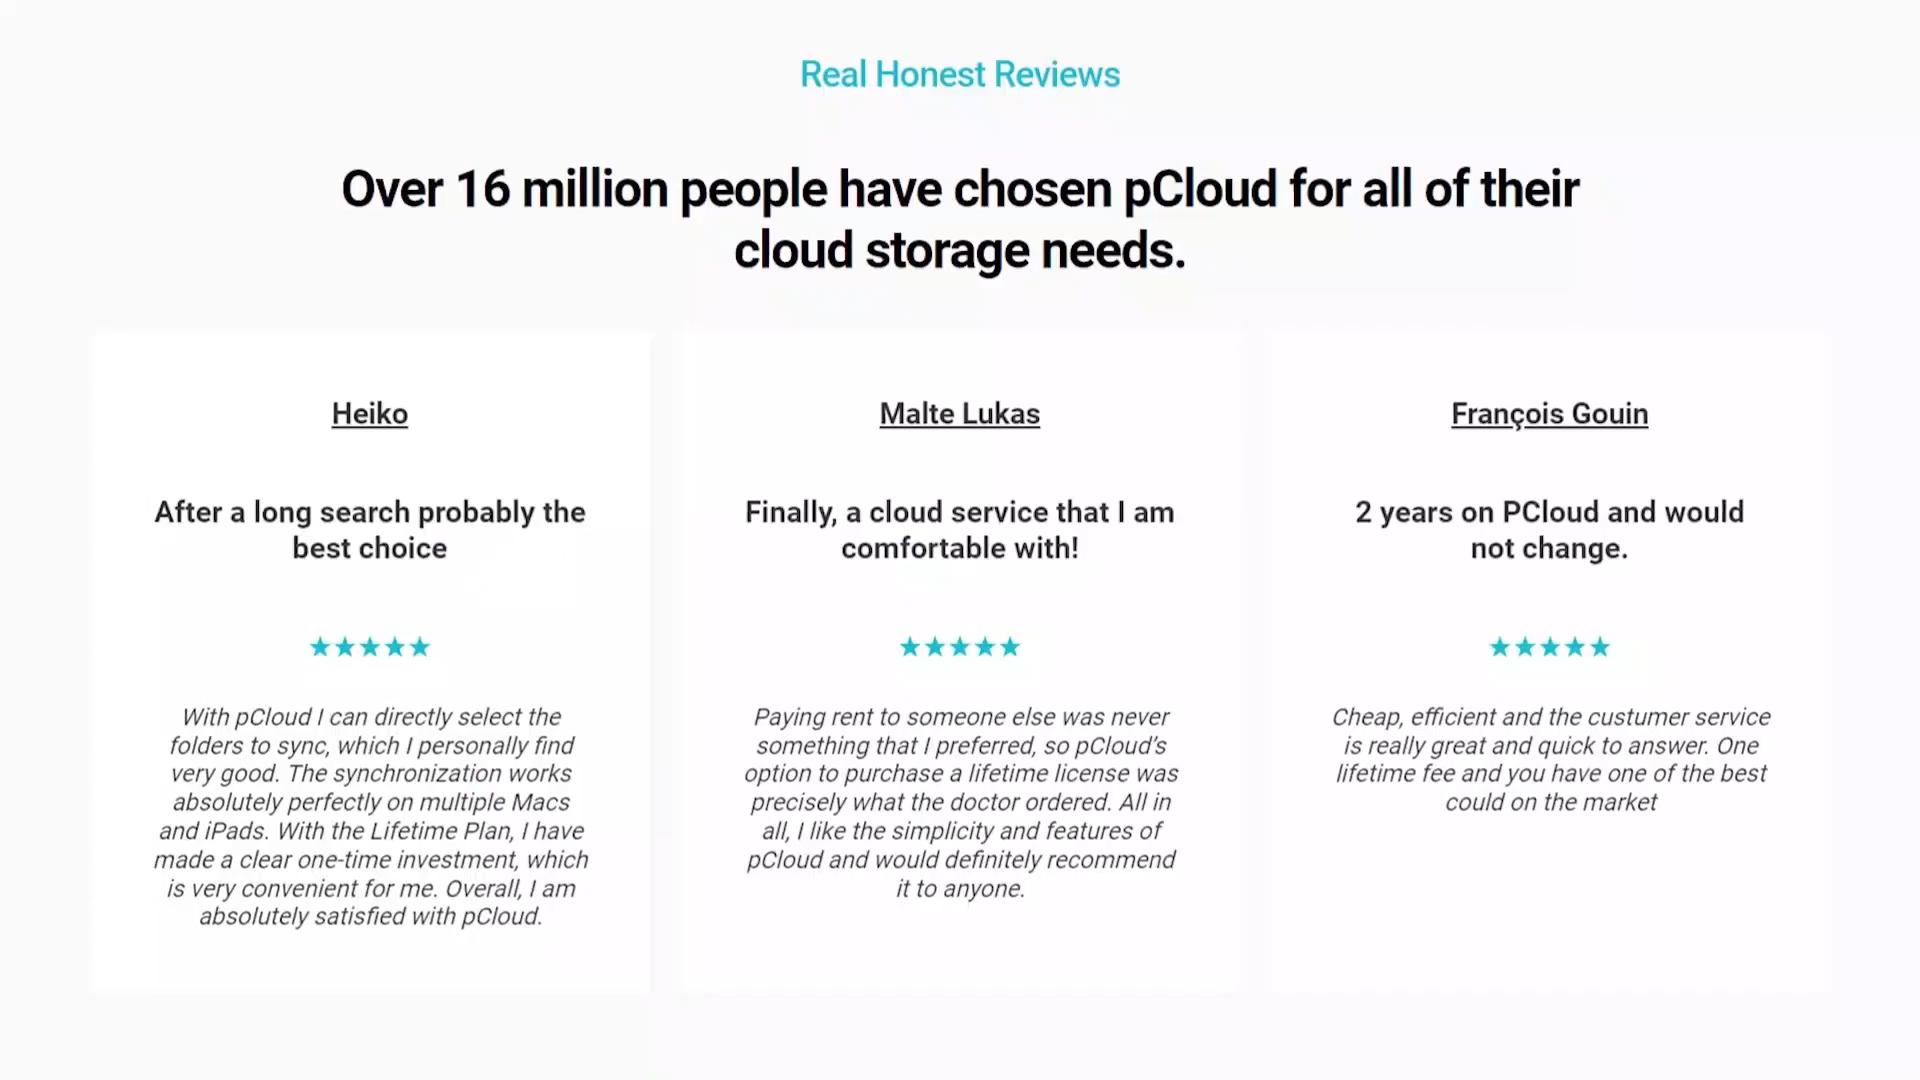 Real Honest Reviews
Over 16 million people have chosen pCloud for all of their
cloud storage needs.
Heiko
After a long search probably the
best choice
★★★★★
With pCloud I can directly select the
folders to sync, which I personally find
very good. The synchronization works
absolutely perfectly on multiple Macs
and iPads. With the Lifetime Plan, I have
made a clear one-time investment, which
is very convenient for me. Overall, I am
absolutely satisfied with pCloud.
Malte Lukas
Finally, a cloud service that I am
comfortable with!
★★★★★
Paying rent to someone else was never
something that I preferred, so pCloud’s
option to purchase a lifetime license was
precisely what the doctor ordered. All in
all, I like the simplicity and features of
pCloud and would definitely recommend
it to anyone.
François Gouin
2 years on PCloud and would
not change.
★★★★★
Cheap, efficient and the custumer service
is really great and quick to answer. One
lifetime fee and you have one of the best
could on the market